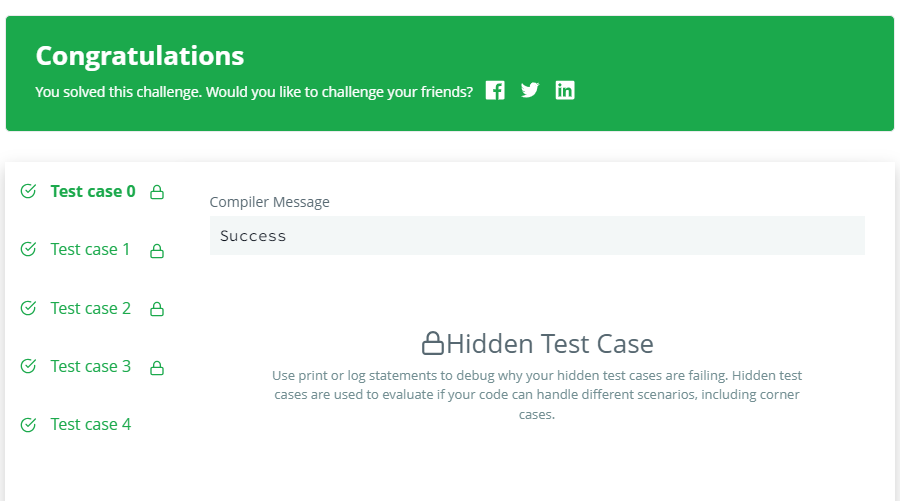 Congratulations
You solved this challenge. Would you like to challenge your friends?
Test case 0
Compiler Message
Success
Test case 1
Test case 2
Hidden Test Case
Use print or log statements to debug why your hidden test cases are failing. Hidden test
cases are used to evaluate if your code can handle different scenarios, including corner
cases.
Test case 3
Test case 4